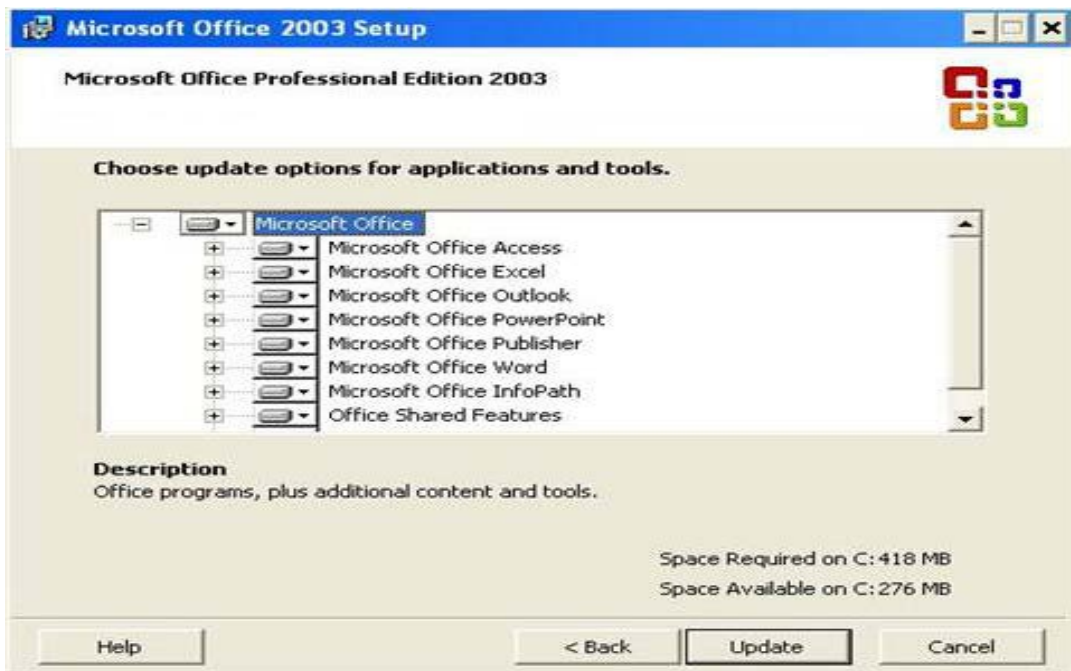 Microsoft Office 2003 Setup
Microsoft Office Professional Edition 2003
Choose update options for applications and tools.
Microsoft Office
Microsoft Office Access
Microsoft Office Excel
Microsoft Office Outlook
Microsoft Office PowerPoint
Microsoft Office Publisher
Microsoft Office Word
Microsoft Office InfoPath
Office Shared Features
Description
Office programs, plus additional content and tools.
Space Required on C: 418 MB
Space Available on C: 276 MB
Help < Back Update Cancel